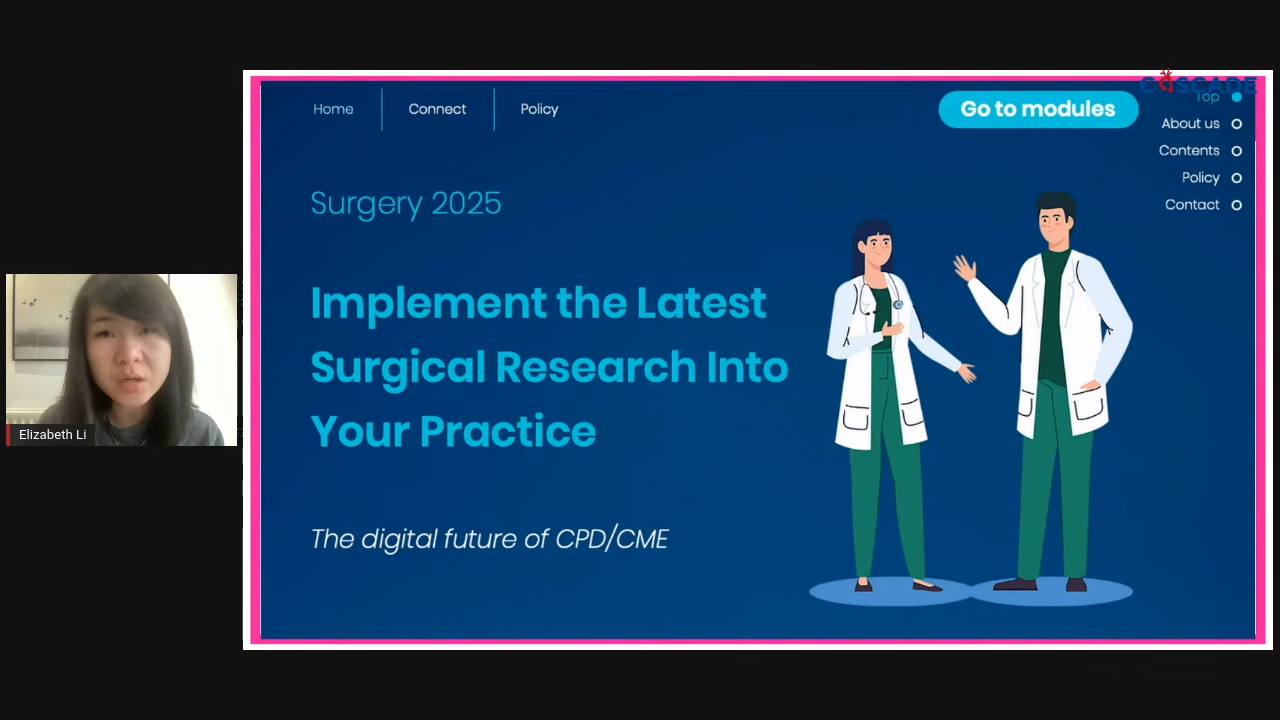 CASCADE
Home
Connect
Policy
Go to modules
Top
About us
Contents
Policy
Contact
Surgery 2025
Implement the Latest
Surgical Research Into
Your Practice
The digital future of CPD/CME
Elizabeth Li